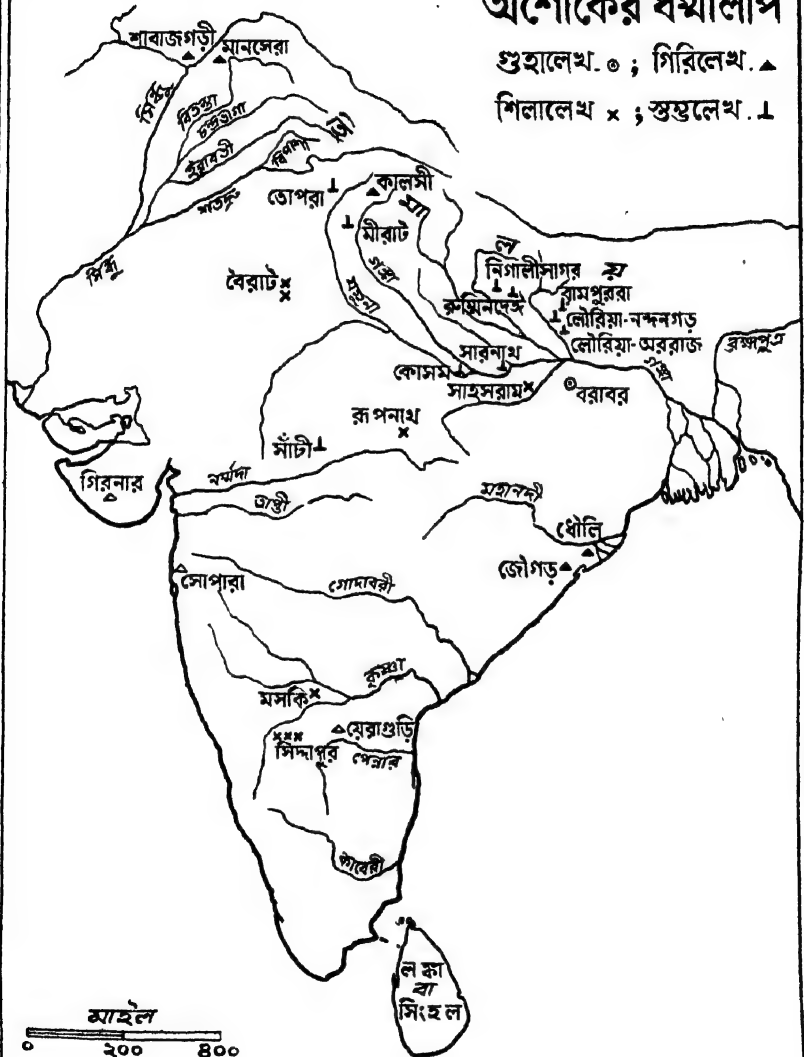 অশোকের ধর্ম্মলিপি
গুহালেখ.⊙ ; গিরিলেখ.▲
শিলালেখ × ; স্তম্ভলেখ.⊥
শাবাজগড়ী
মানসেরা
সিন্ধু
বিতস্তা
চন্দ্রভাগা
ইরাবতী
বিপাশা
হি
শতদ্রু
তোপরা
কালসী
মা
মীরাট
ল
নিগালীসাগর
য়
সিন্ধু
বৈরাট
যমুনা
গঙ্গা
রুম্মিনদেঈ
রামপুররা
লৌরিয়া-নন্দনগড়
লৌরিয়া-অররাজ
ব্রহ্মপুত্র
সারনাথ
কোসম
সাহসরাম
বরাবর
গঙ্গা
রূপনাথ
সাঁচী
গিরনার
নর্মদা
তাপ্তী
মহানদী
ধৌলি
জৌগড়
সোপারা
গোদাবরী
কৃষ্ণা
মসকি
য়েরাগুড়ি
সিদ্দাপুর
পেন্নার
কাবেরী
লঙ্কা
বা
সিংহল
মাইল
০ ২০০ ৪০০